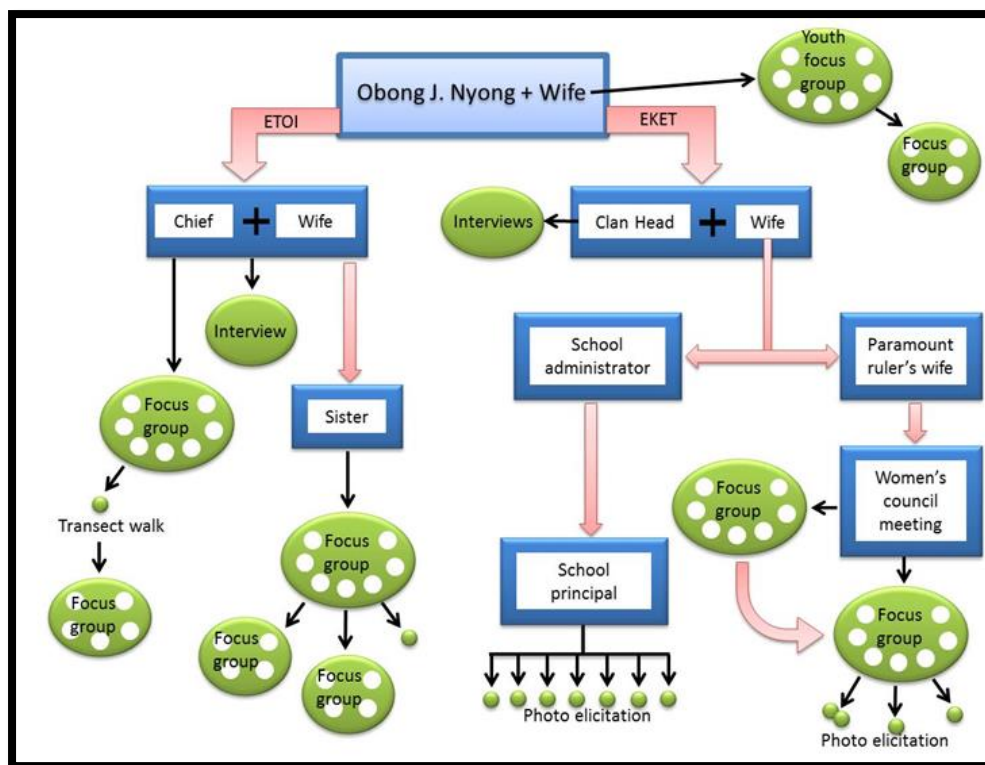 Obong J. Nyong + Wife
Youth
focus
group
Focus
group
ETOI
EKET
Chief
+
Wife
Interviews
Clan Head
+
Wife
Interview
School
administrator
Paramount
ruler's wife
Focus
group
Sister
Transect walk
Focus
group
Women's
council
meeting
Focus
group
Focus
group
School
principal
Focus
group
Focus
group
Focus
group
Photo elicitation
Photo elicitation